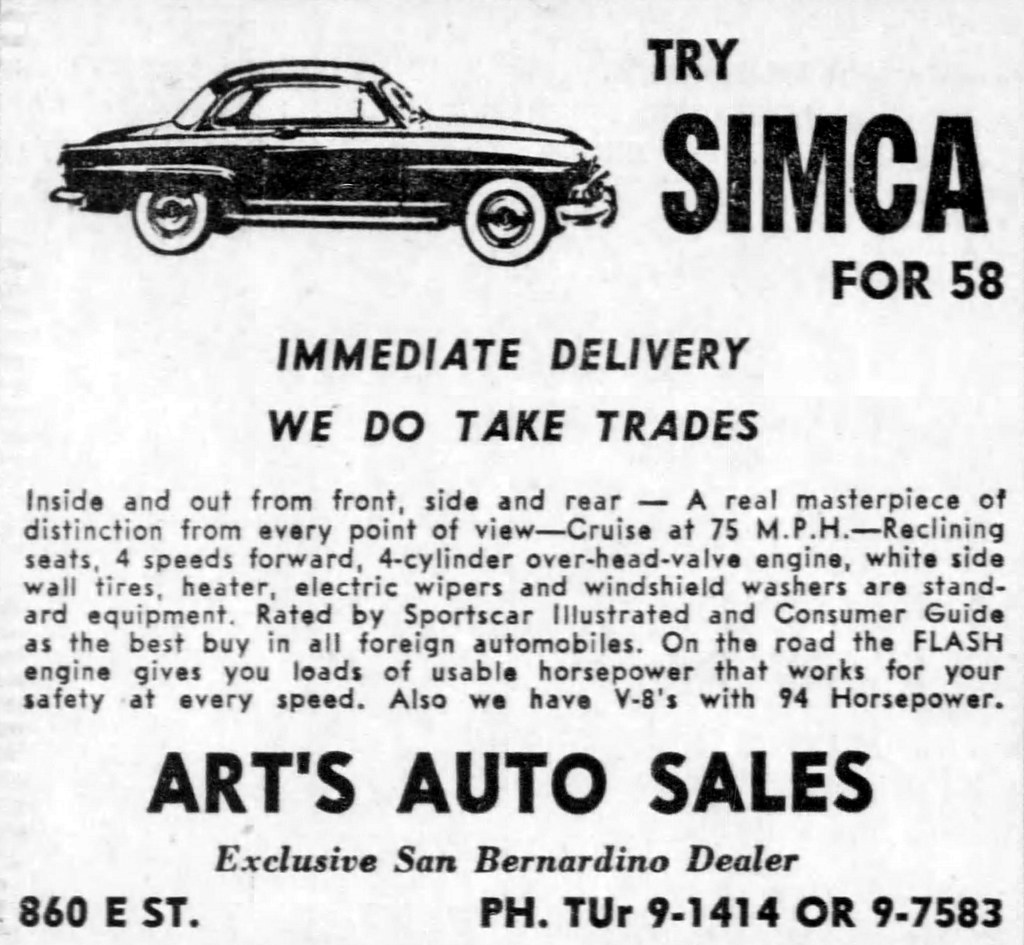 TRY
SIMCA
FOR 58
IMMEDIATE DELIVERY
WE DO TAKE TRADES
Inside and out from front, side and rear — A real masterpiece of
distinction from every point of view—Cruise at 75 M.P.H.—Reclining
seats, 4 speeds forward, 4-cylinder over-head-valve engine, white side
wall tires, heater, electric wipers and windshield washers are stand-
ard equipment. Rated by Sportscar Illustrated and Consumer Guide
as the best buy in all foreign automobiles. On the road the FLASH
engine gives you loads of usable horsepower that works for your
safety at every speed. Also we have V-8's with 94 Horsepower.
ART'S AUTO SALES
Exclusive San Bernardino Dealer
860 E ST.
PH. TUr 9-1414 OR 9-7583